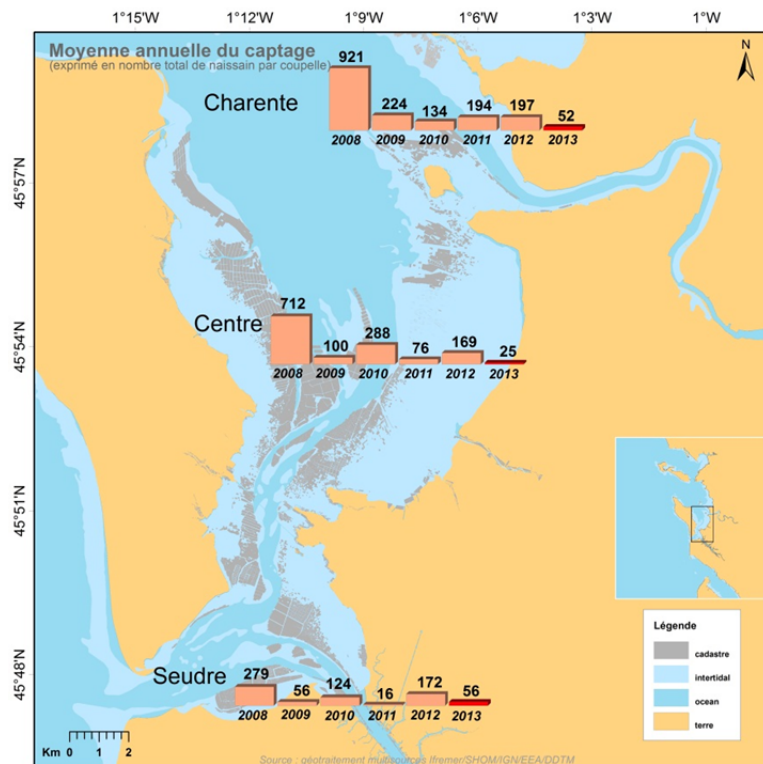 1°15'W 1°12'W 1°9'W 1°6'W 1°3'W 1°0'W
Moyenne annuelle du captage
(exprimé en nombre total de naissain par coupelle)
N
Charente
921 224 134 194 197 52
2008 2009 2010 2011 2012 2013
45°57'N
Centre
712 100 288 76 169 25
2008 2009 2010 2011 2012 2013
45°54'N
45°51'N
Légende
cadastre
intertidal
ocean
terre
45°48'N
Seudre
279 56 124 16 172 56
2008 2009 2010 2011 2012 2013
Km 0 1 2
Source : géotraitement multisources Ifremer/SHOM/IGN/EEA/DDTM